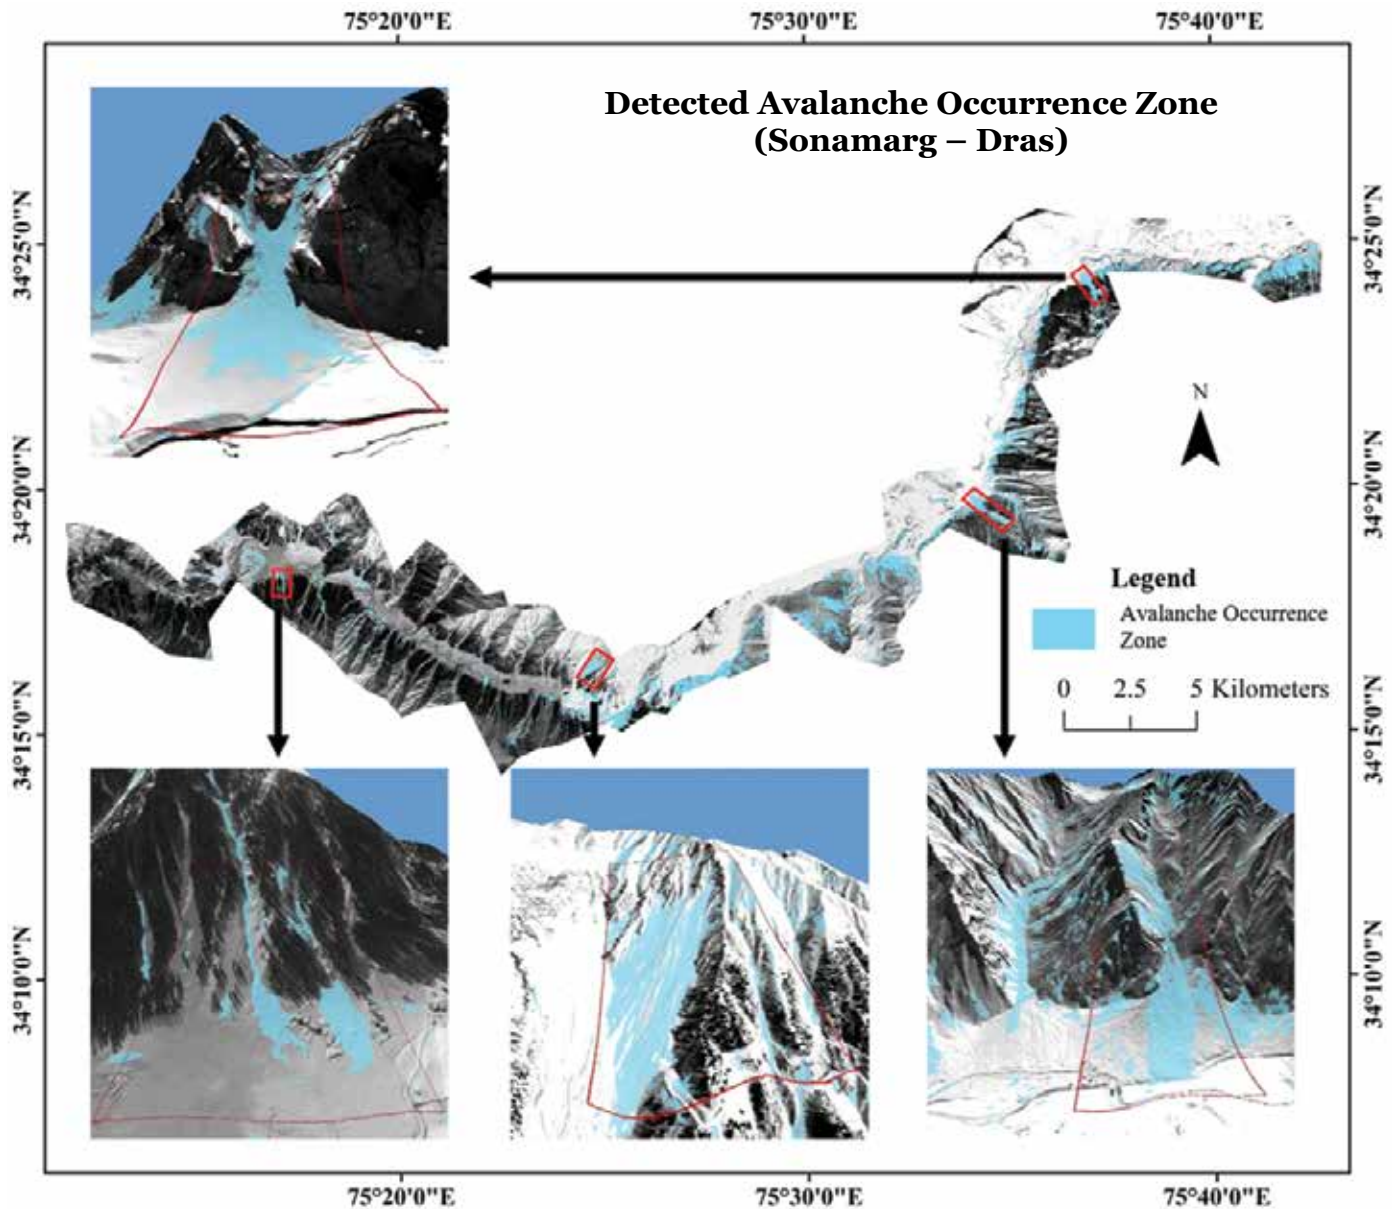 75°20'0"E 75°30'0"E 75°40'0"E
Detected Avalanche Occurrence Zone
(Sonamarg – Dras)
34°25'0"N 34°25'0"N
N
34°20'0"N 34°20'0"N
Legend
Avalanche Occurrence
Zone
0 2.5 5 Kilometers
34°15'0"N 34°15'0"N
34°10'0"N 34°10'0"N
75°20'0"E 75°30'0"E 75°40'0"E